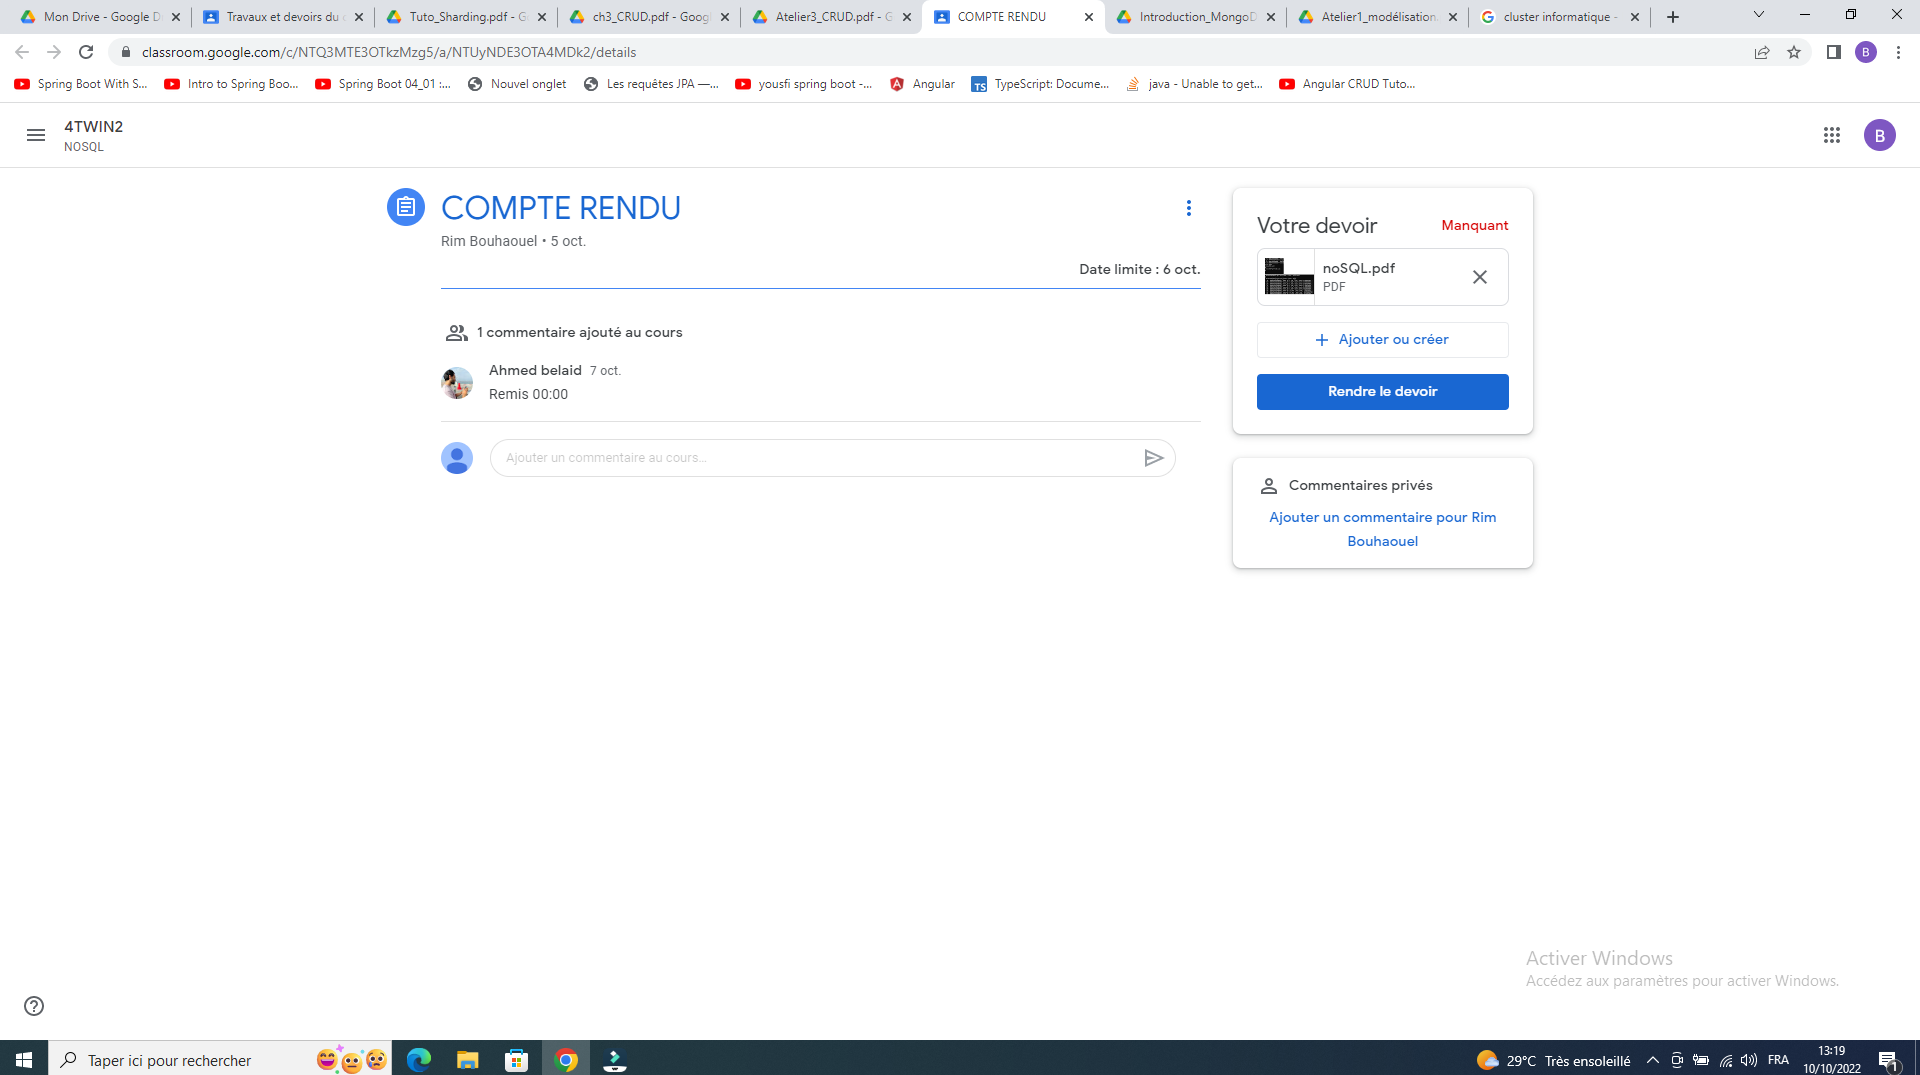 Mon Drive - Google D
Travaux et devoirs du c
Tuto_Sharding.pdf - G
ch3_CRUD.pdf - Googl
Atelier3_CRUD.pdf - G
COMPTE RENDU
Introduction_MongoD
Atelier1_modélisation.
cluster informatique -
classroom.google.com/c/NTQ3MTE3OTkzMzg5/a/NTUyNDE3OTA4MDk2/details
B
Spring Boot With S...
Intro to Spring Boo...
Spring Boot 04_01 :...
Nouvel onglet
Les requêtes JPA —...
yousfi spring boot -...
Angular
TypeScript: Docume...
java - Unable to get...
Angular CRUD Tuto...
4TWIN2
NOSQL
B
COMPTE RENDU
Rim Bouhaouel • 5 oct.
Date limite : 6 oct.
1 commentaire ajouté au cours
Ahmed belaid 7 oct.
Remis 00:00
Ajouter un commentaire au cours...
Votre devoir
Manquant
noSQL.pdf
PDF
Ajouter ou créer
Rendre le devoir
Commentaires privés
Ajouter un commentaire pour Rim
Bouhaouel
Activer Windows
Accédez aux paramètres pour activer Windows.
Taper ici pour rechercher
29°C Très ensoleillé
FRA
13:19
10/10/2022
1